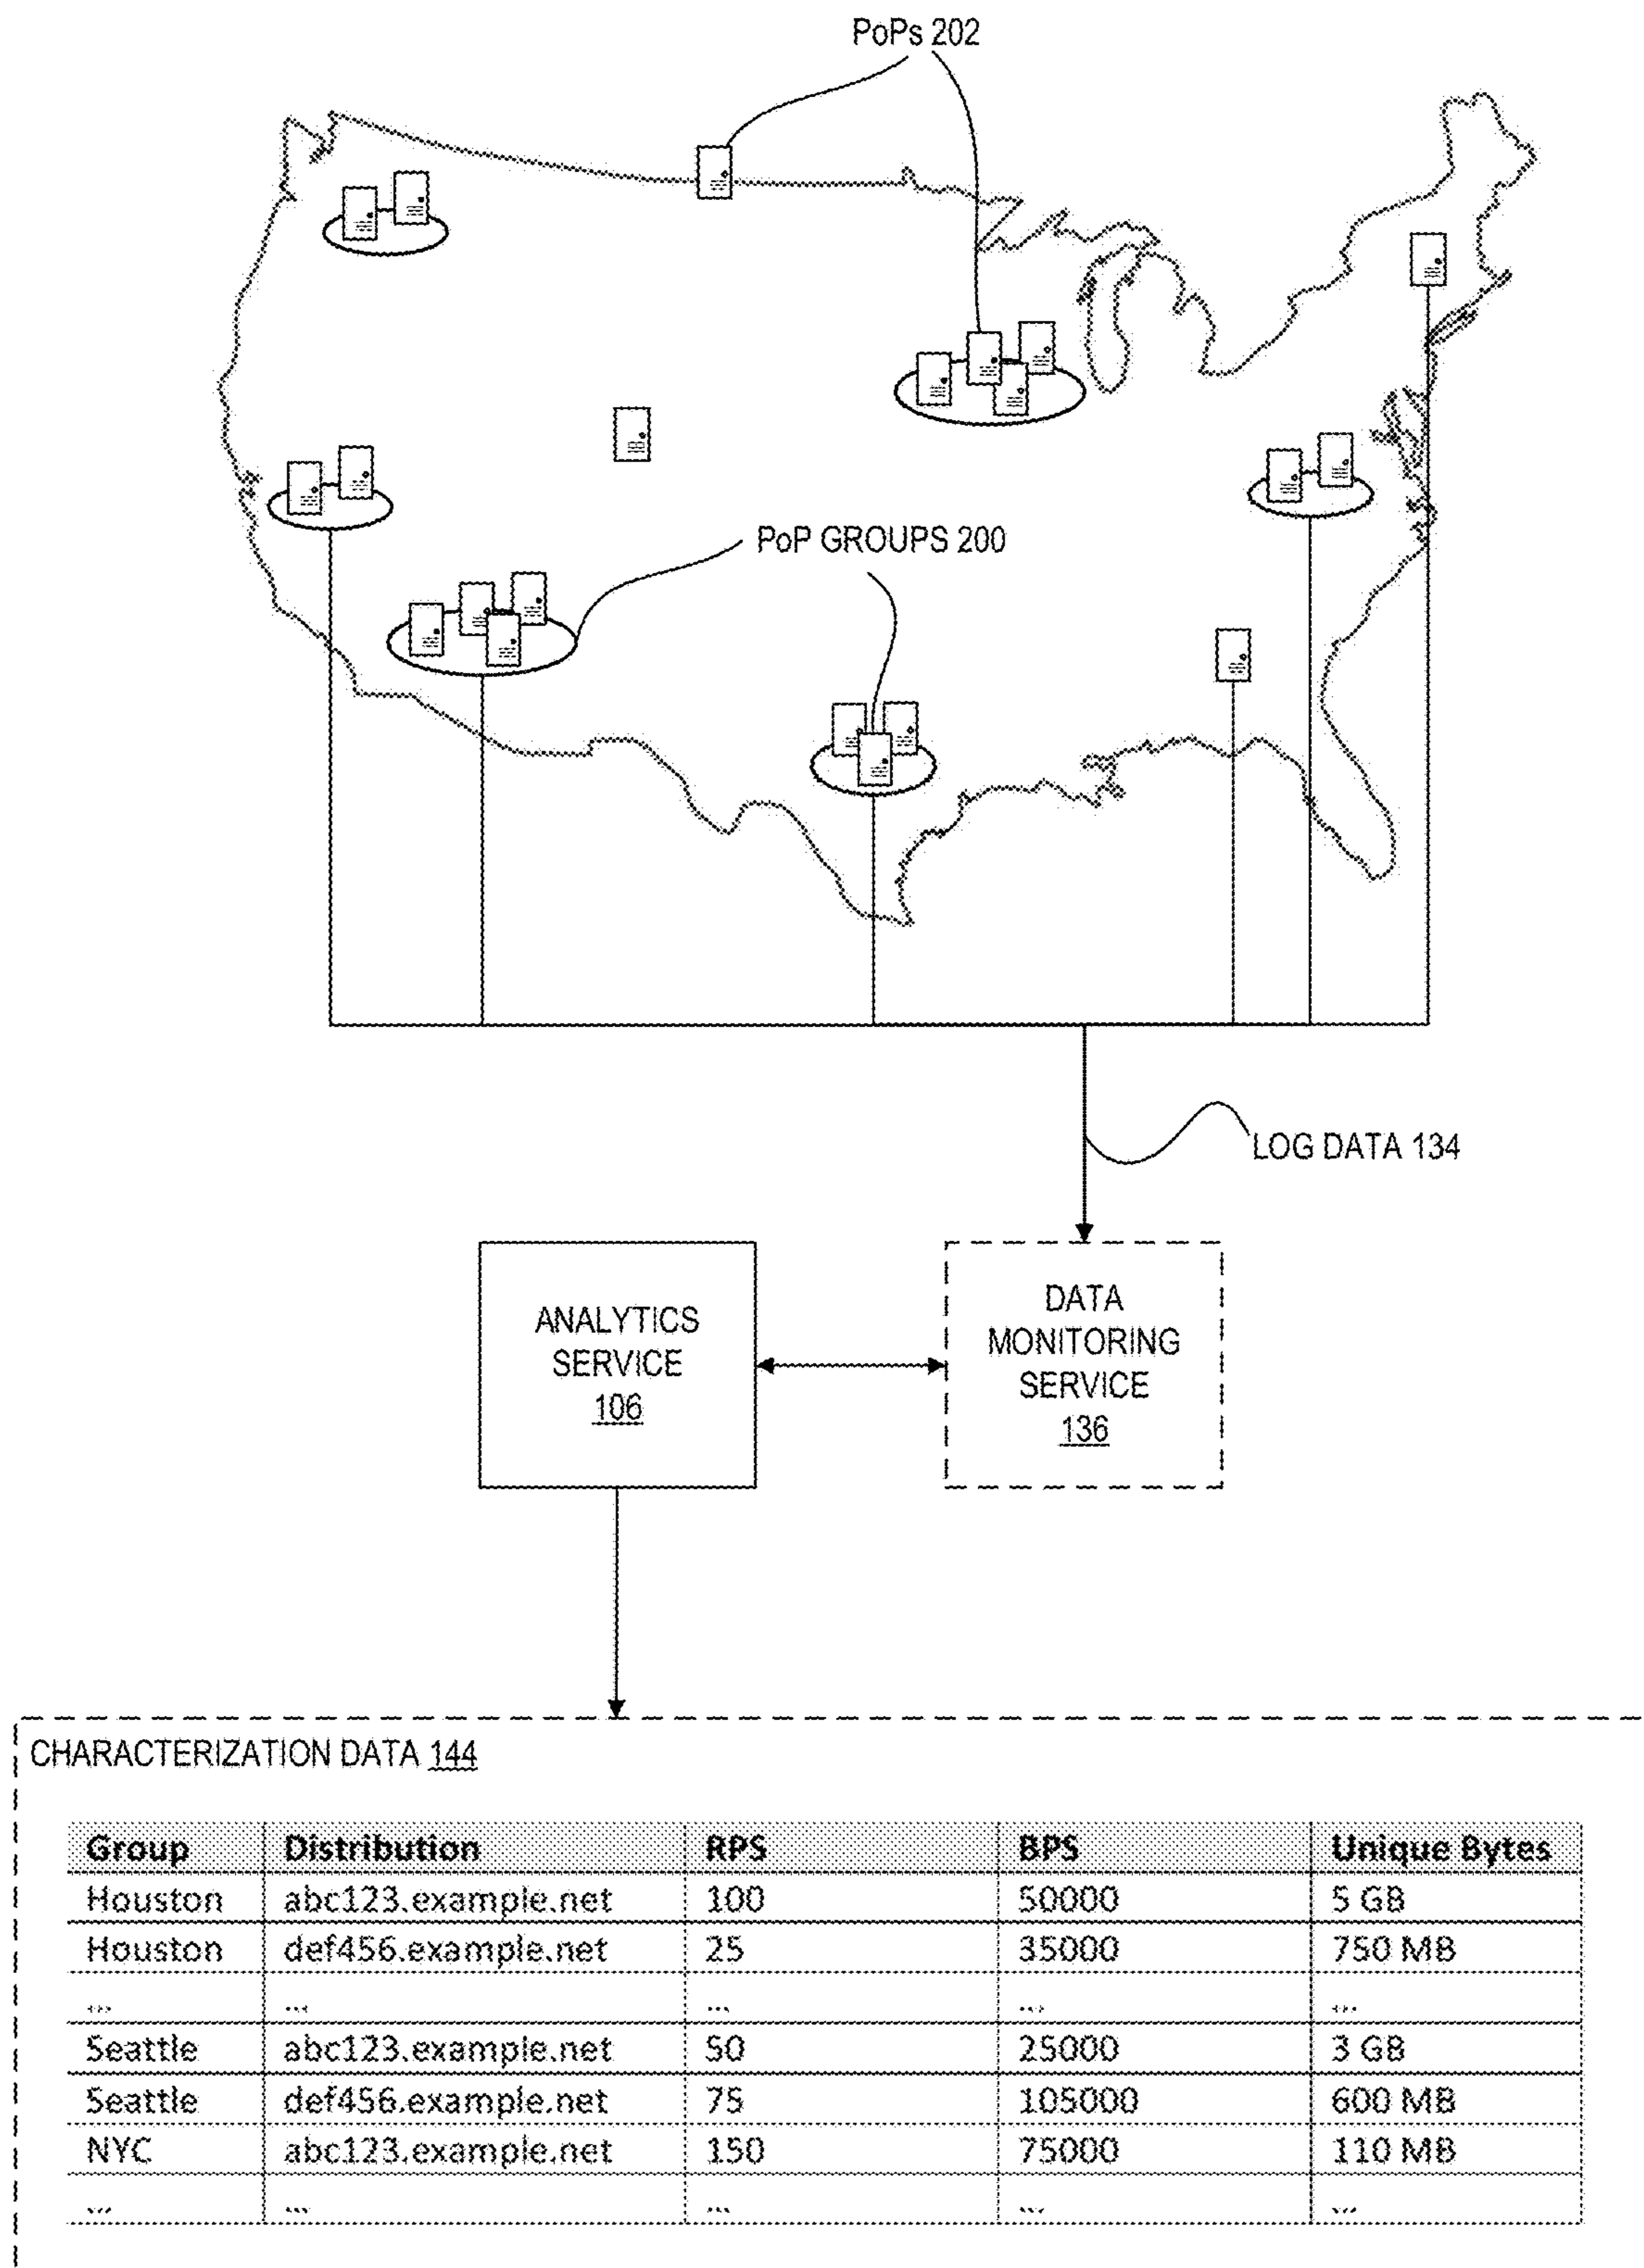 PoPs 202
PoP GROUPS 200
LOG DATA 134
ANALYTICS
SERVICE
106
DATA
MONITORING
SERVICE
136
CHARACTERIZATION DATA 144
Group Distribution RPS BPS Unique Bytes
Houston abc123.example.net 100 50000 5 GB
Houston def456.example.net 25 35000 750 MB
... ... ... ... ...
Seattle abc123.example.net 50 25000 3 GB
Seattle def456.example.net 75 105000 600 MB
NYC abc123.example.net 150 75000 110 MB
... ... ... ... ...